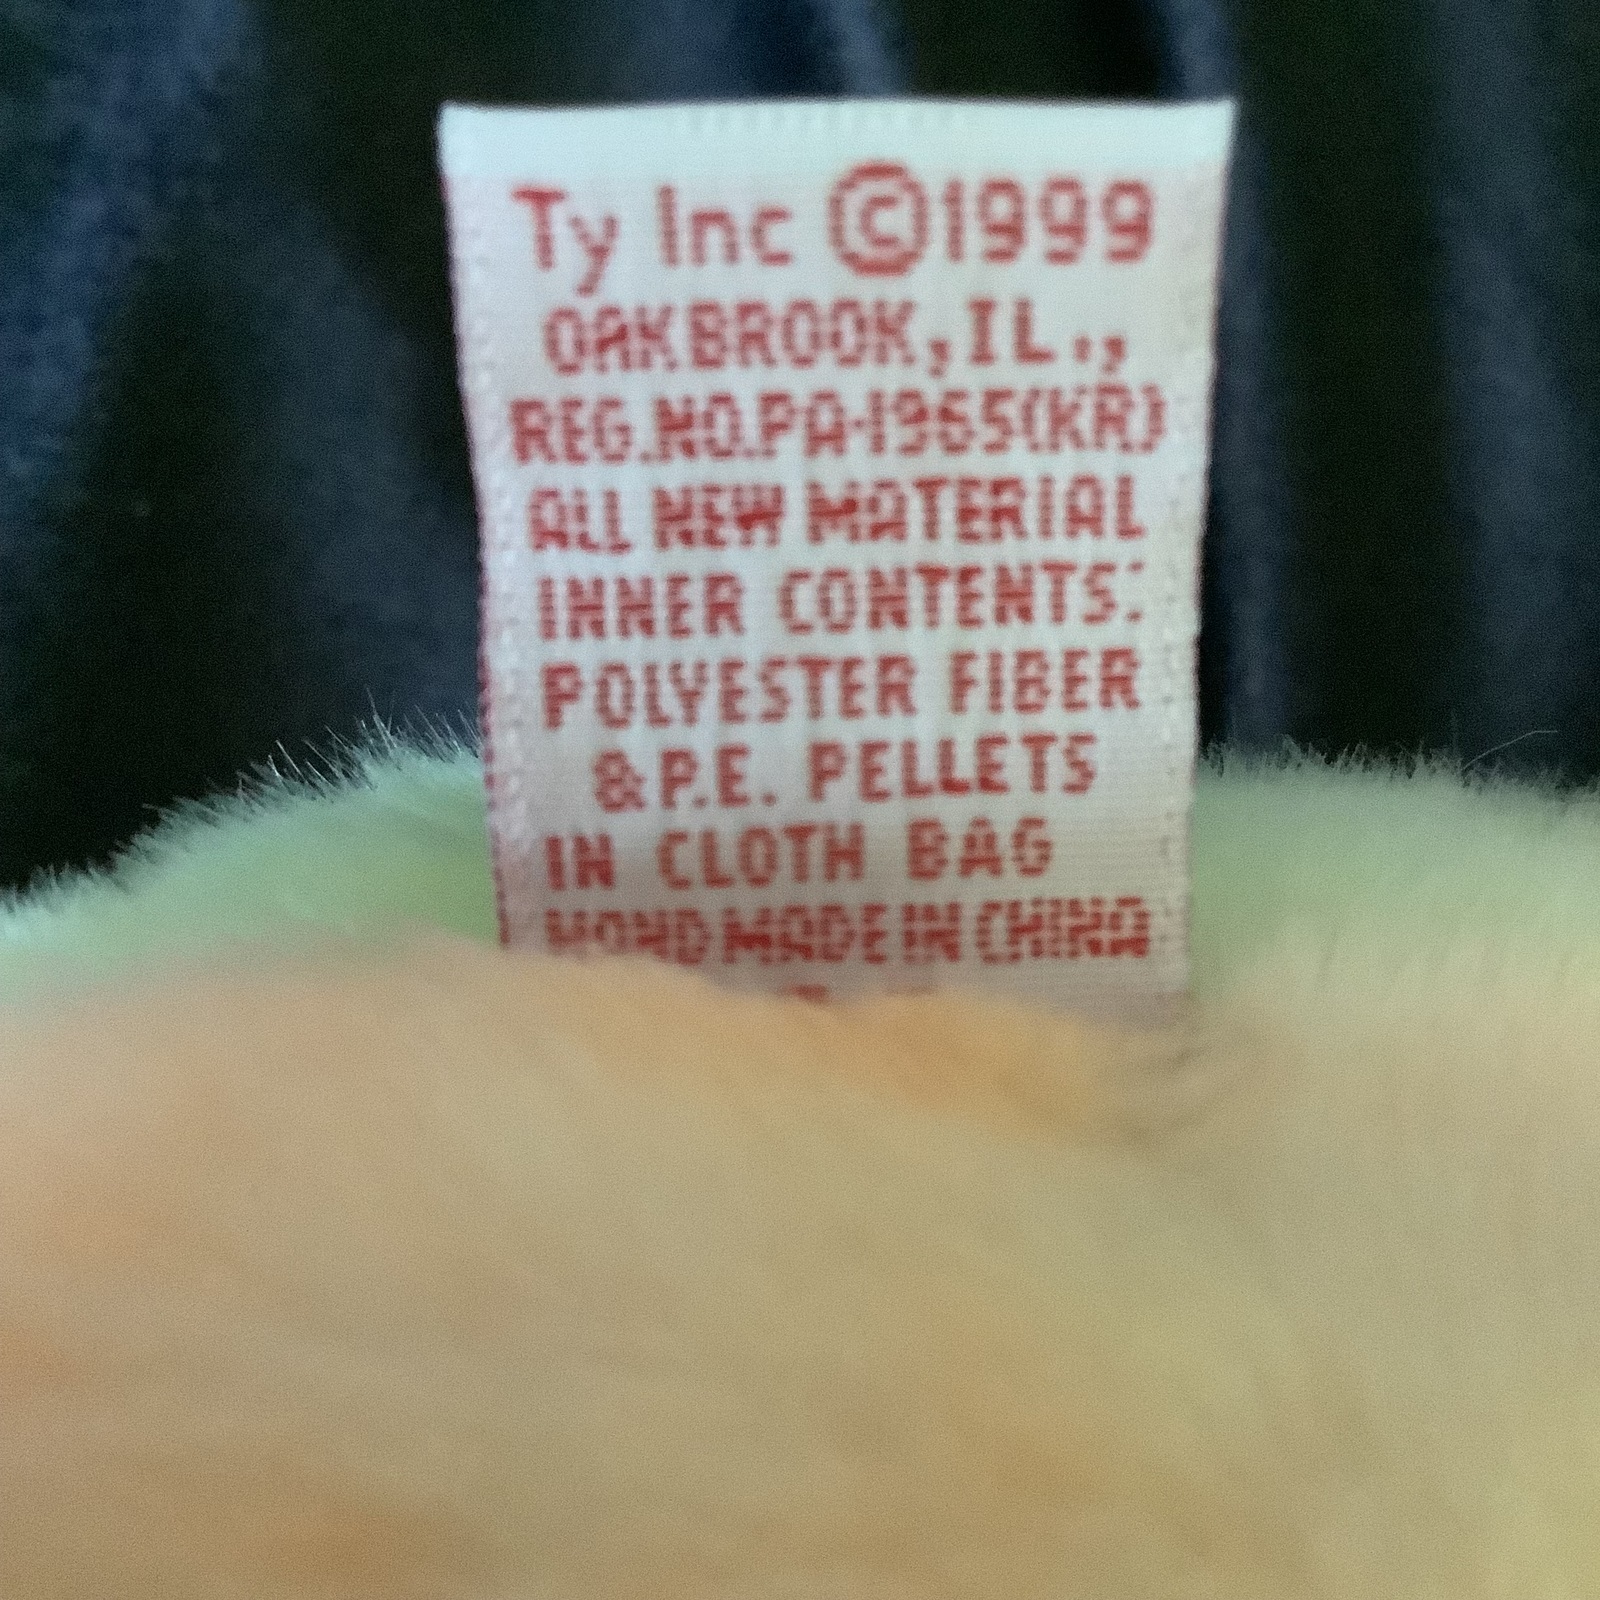 Ty Inc ©1999
OAKBROOK,IL.,
REG.NO.PA-1965(KR)
ALL NEW MATERIAL
INNER CONTENTS:
POLYESTER FIBER
&P.E. PELLETS
IN CLOTH BAG
HAND MADE IN CHINA